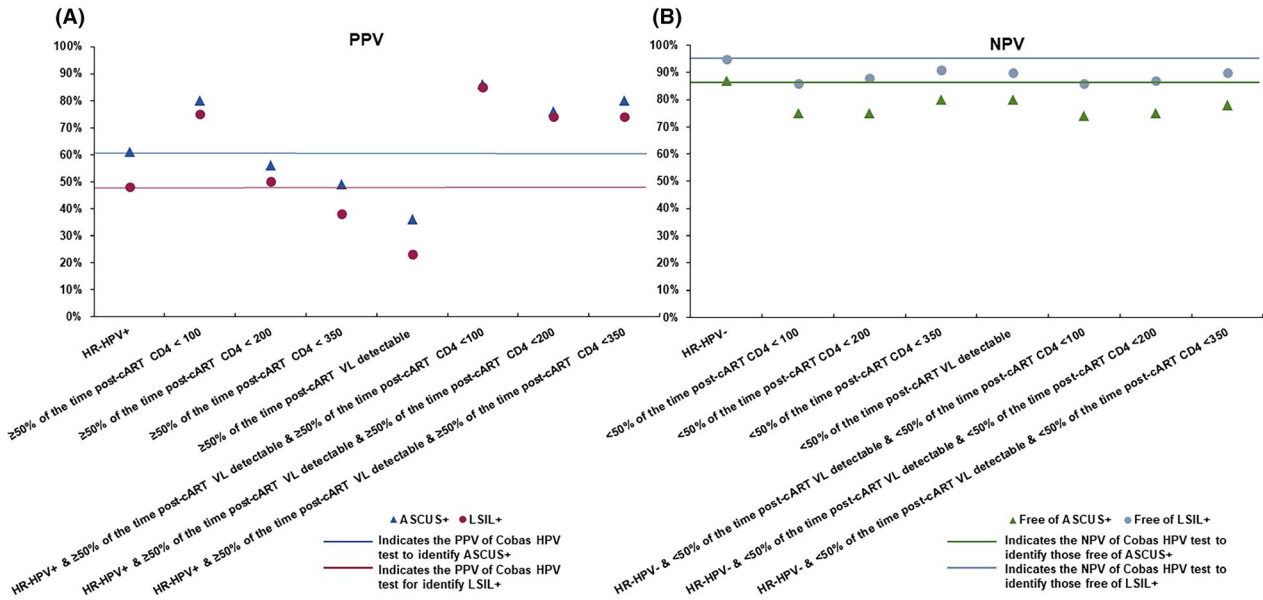 (A)
PPV
100%
90%
80%
70%
60%
50%
40%
30%
20%
10%
0%
HR-HPV+
≥50% of the time post-cART CD4 < 100
≥50% of the time post-cART CD4 < 200
≥50% of the time post-cART CD4 < 350
≥50% of the time post-cART VL detectable
HR-HPV+ & ≥50% of the time post-cART VL detectable & ≥50% of the time post-cART CD4 <100
HR-HPV+ & ≥50% of the time post-cART VL detectable & ≥50% of the time post-cART CD4 <200
HR-HPV+ & ≥50% of the time post-cART VL detectable & ≥50% of the time post-cART CD4 <350
ASCUS+ LSIL+
Indicates the PPV of Cobas HPV
test to identify ASCUS+
Indicates the PPV of Cobas HPV
test for identify LSIL+
(B)
NPV
100%
90%
80%
70%
60%
50%
40%
30%
20%
10%
0%
HR-HPV-
<50% of the time post-cART CD4 < 100
<50% of the time post-cART CD4 < 200
<50% of the time post-cART CD4 < 350
<50% of the time post-cART VL detectable
HR-HPV- & <50% of the time post-cART VL detectable & <50% of the time post-cART CD4 <100
HR-HPV- & <50% of the time post-cART VL detectable & <50% of the time post-cART CD4 <200
HR-HPV- & <50% of the time post-cART VL detectable & <50% of the time post-cART CD4 <350
Free of ASCUS+ Free of LSIL+
Indicates the NPV of Cobas HPV test to
identify those free of ASCUS+
Indicates the NPV of Cobas HPV test to
identify those free of LSIL+